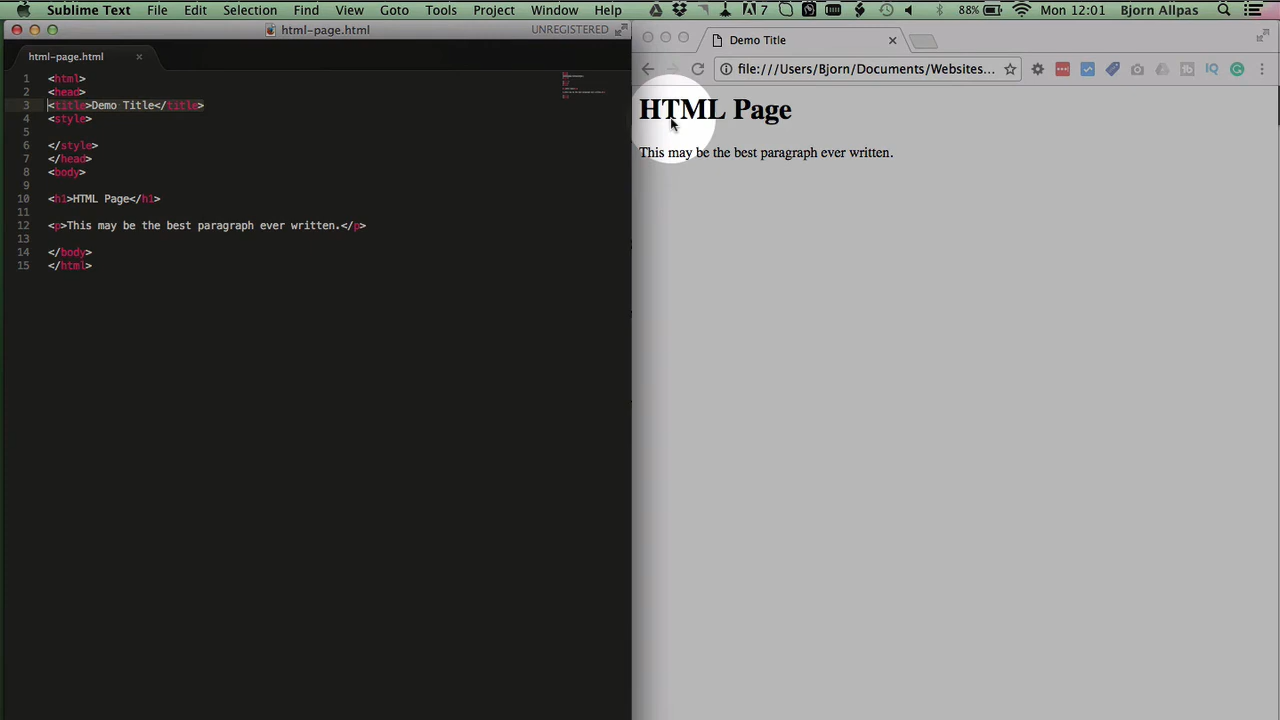 Sublime Text File Edit Selection Find View Goto Tools Project Window Help 7 88% Mon 12:01 Bjorn Allpas
html-page.html UNREGISTERED
html-page.html
1 <html>
2 <head>
3 <title>Demo Title</title>
4 <style>
5
6 </style>
7 </head>
8 <body>
9
10 <h1>HTML Page</h1>
11
12 <p>This may be the best paragraph ever written.</p>
13
14 </body>
15 </html>
Demo Title
file:///Users/Bjorn/Documents/Websites...
IQ
HTML Page
This may be the best paragraph ever written.